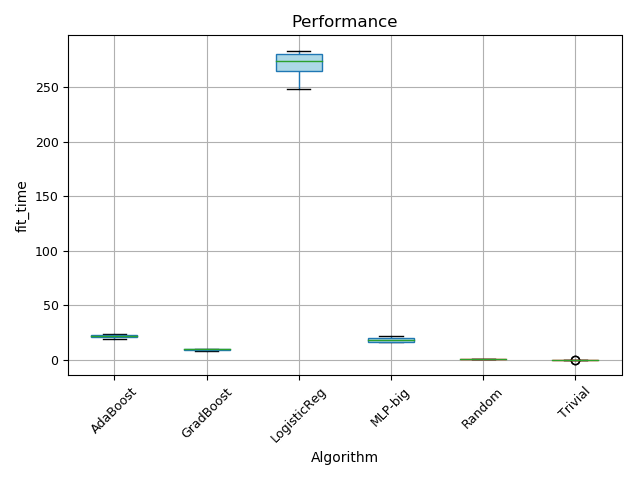 Performance
fit_time
250
200
150
100
50
0
AdaBoost
GradBoost
LogisticReg
MLP-big
Random
Trivial
Algorithm